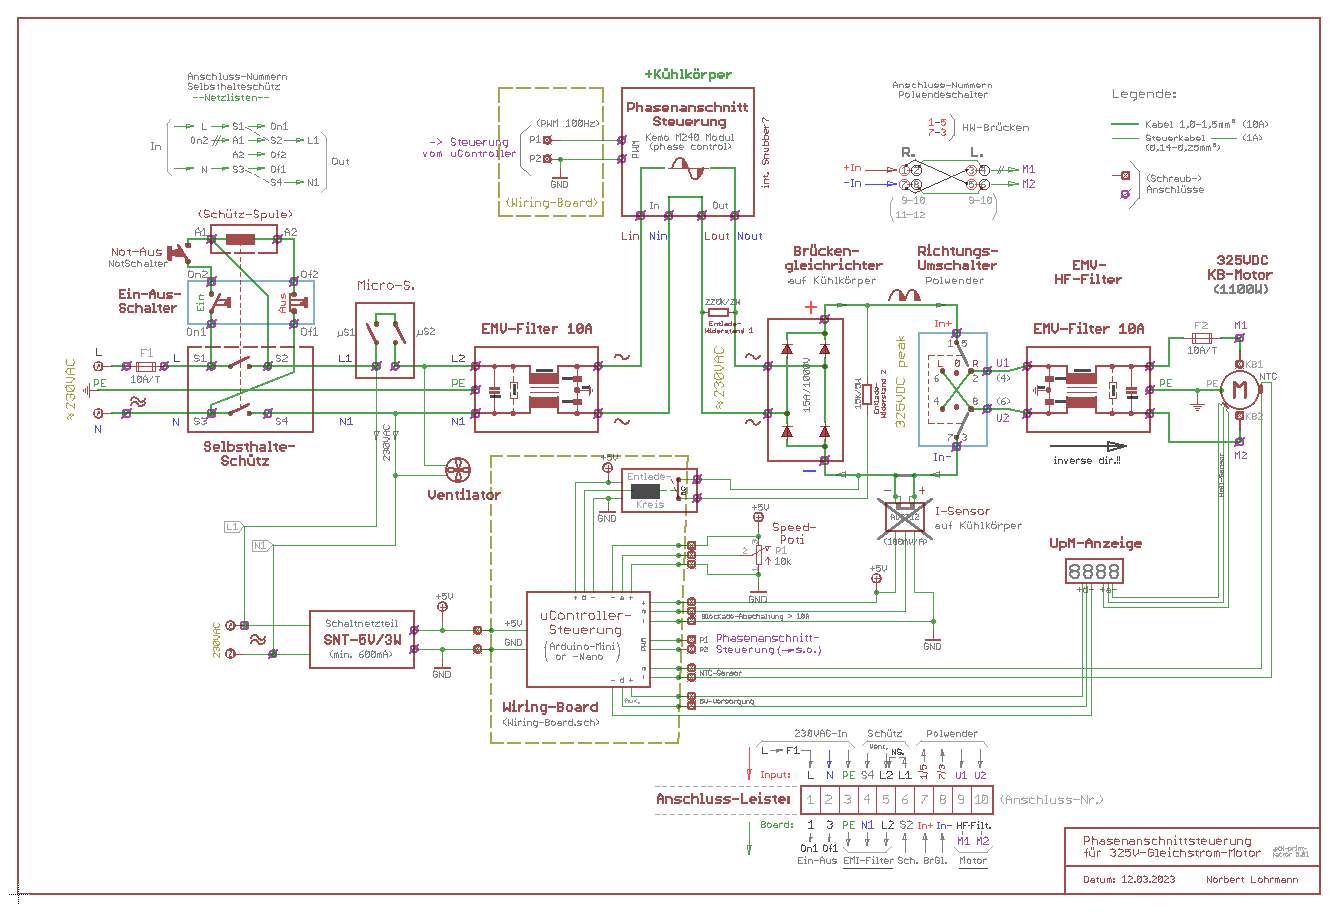 Anschluss-Nummern
Selbsthalteschütz
--Netzlisten--
In
L
S1
On1
On2
A1
S2
L1
A2
Of2
N
S3
Of1
S4
N1
Out
+Kühlkörper
(PWM 100Hz)
P1
P2
GND
(Wiring-Board)
-> Steuerung
vom uController
Phasenanschnitt
Steuerung
Kemo M240 Modul
(phase control)
PWM
In
Out
int. Snubber?
Lin
Nin
Lout
Nout
Anschluss-Nummern
Polwendeschalter
1-5
7-3
HW-Brücken
R.
L.
+In
-In
1
2
3
4
7
8
5
6
M1
M2
9-10
11-12
9-10
Legende:
Kabel 1,0-1,5mm² (10A)
Steuerkabel (1A)
(0,14-0,25mm²)
(Schraub-)
Anschlüsse
(Schütz-Spule)
A1
A2
Not-Aus
NotSchalter
On2
Of2
Ein-Aus-
Schalter
Ein
Aus
On1
Of1
L
F1
10A/T
L
S1
S2
~230VAC
PE
N
N
S3
S4
Selbsthalte-
Schütz
Micro-S.
µS1
µS2
L1
N1
230VAC
L2
PE
N1
EMV-Filter 10A
Ventilator
220K/2W
Entlade-
Widerstand 1
~230VAC
Brücken-
gleichrichter
auf Kühlkörper
+
15A/1000V
-
15K/5W
Entlade-
Widerstand 2
325VDC peak
Richtungs-
Umschalter
Polwender
In+
1
5
L
0
R
6
2
4
8
7
3
In-
U1
(4)
(6)
U2
EMV-
HF-Filter
EMV-Filter 10A
inverse dir.!!
PE
325VDC
KB-Motor
(1100W)
F2
10A/T
M1
KB1
NTC
PE
M
KB2
M2
Hall-Sensor
L1
N1
230VAC
Schaltnetzteil
SNT-5V/3W
(min. 600mA)
+5V
GND
+5V
GND
Entlade-
Kreis
NC
+5V
GND
uController-
Steuerung
(Arduino-Mini
or -Nano)
PWM
Wiring-Board
(Wiring-Board.sch)
+5V
Speed-
Poti
P1
10k
1
2
3
GND
+5V
I-Sensor
auf Kühlkörper
(100mV/A)
GND
Blockade-Abschaltung > 10A
P1
P2
Phasenanschnitt-
Steuerung(->s.o.)
NTC-Sensor
5V-Versorgung
UpM-Anzeige
8888
+d-
+a-
230VAC-In
Schütz
Polwender
L
F1
Vent.
NS.
Input:
L
N
PE
S4
L2
L1
1/5
7/3
U1
U2
Anschluss-Leiste:
1
2
3
4
5
6
7
8
9
10
(Anschluss-Nr.)
Board:
1
3
PE
N1
L2
S2
In+
In-
HF-Filt.
On1
Of1
M1
M2
Ein-Aus
EMI-Filter
Sch.
BrGl.
Motor
Phasenanschnittsteuerung
für 325V-Gleichstrom-Motor
Datum: 12.03.2023
Norbert Lohrmann